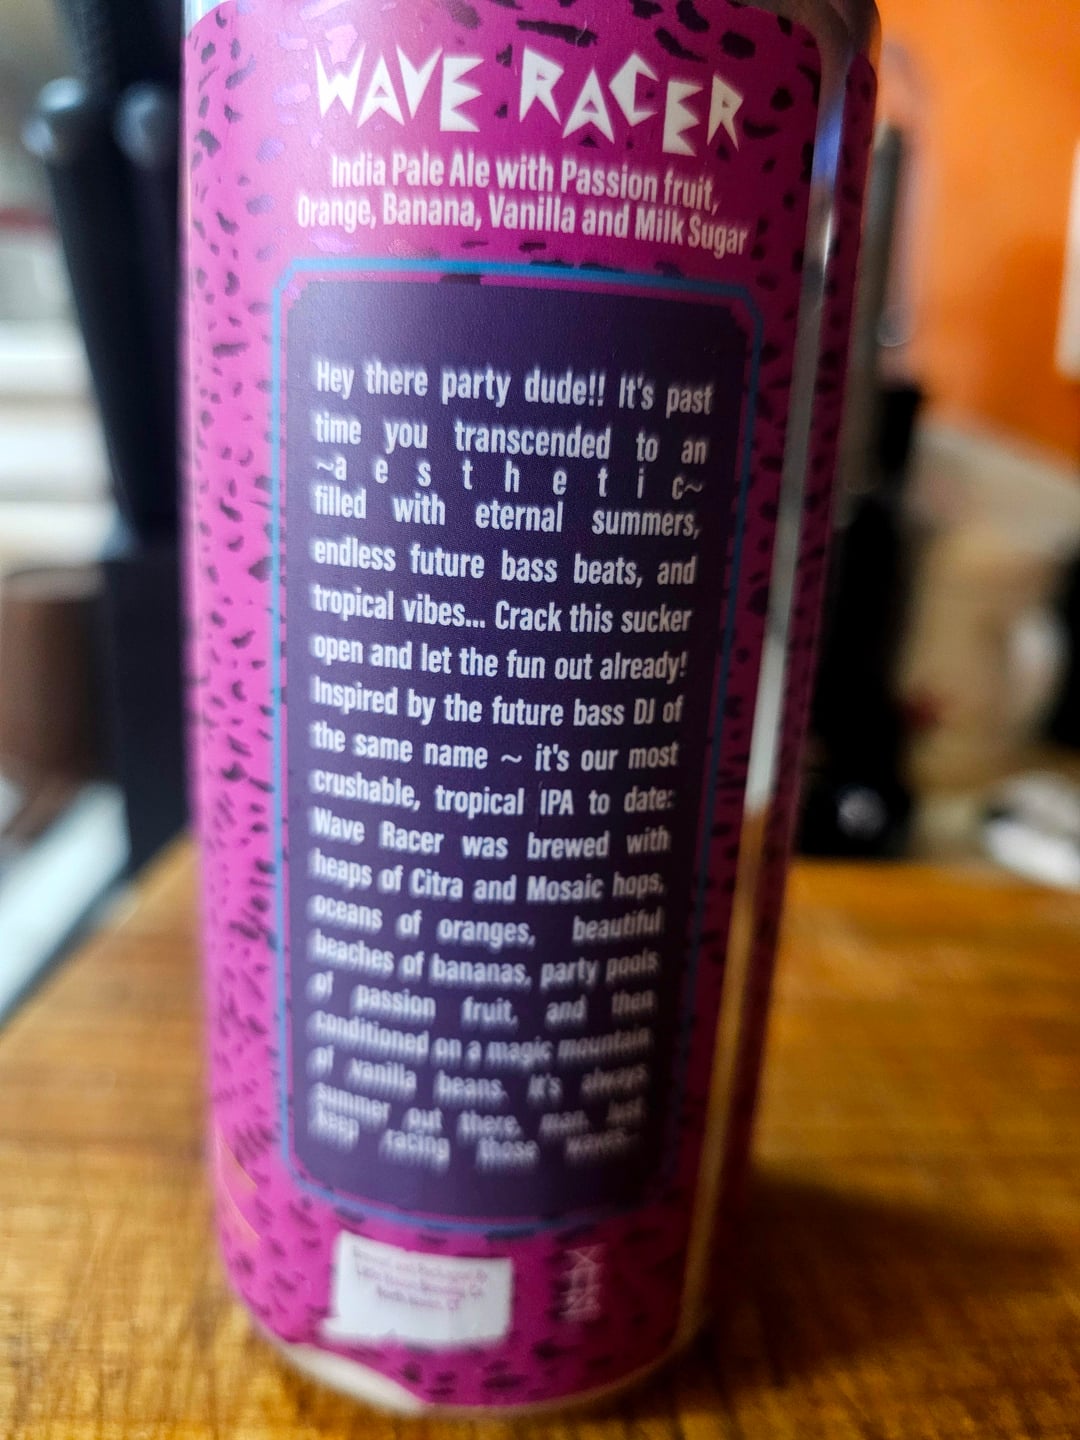 WAVE RACER
India Pale Ale with Passion fruit,
Orange, Banana, Vanilla and Milk Sugar
Hey there party dude!! It's past
time you transcended to an
~a e s t h e t i c~
filled with eternal summers,
endless future bass beats, and
tropical vibes... Crack this sucker
open and let the fun out already!
Inspired by the future bass DJ of
the same name ~ it's our most
crushable, tropical IPA to date:
Wave Racer was brewed with
heaps of Citra and Mosaic hops,
oceans of oranges, beautiful
beaches of bananas, party pools
of passion fruit, and then
conditioned on a magic mountain
of vanilla beans. It's always
summer out there, man. Just
keep racing those waves...